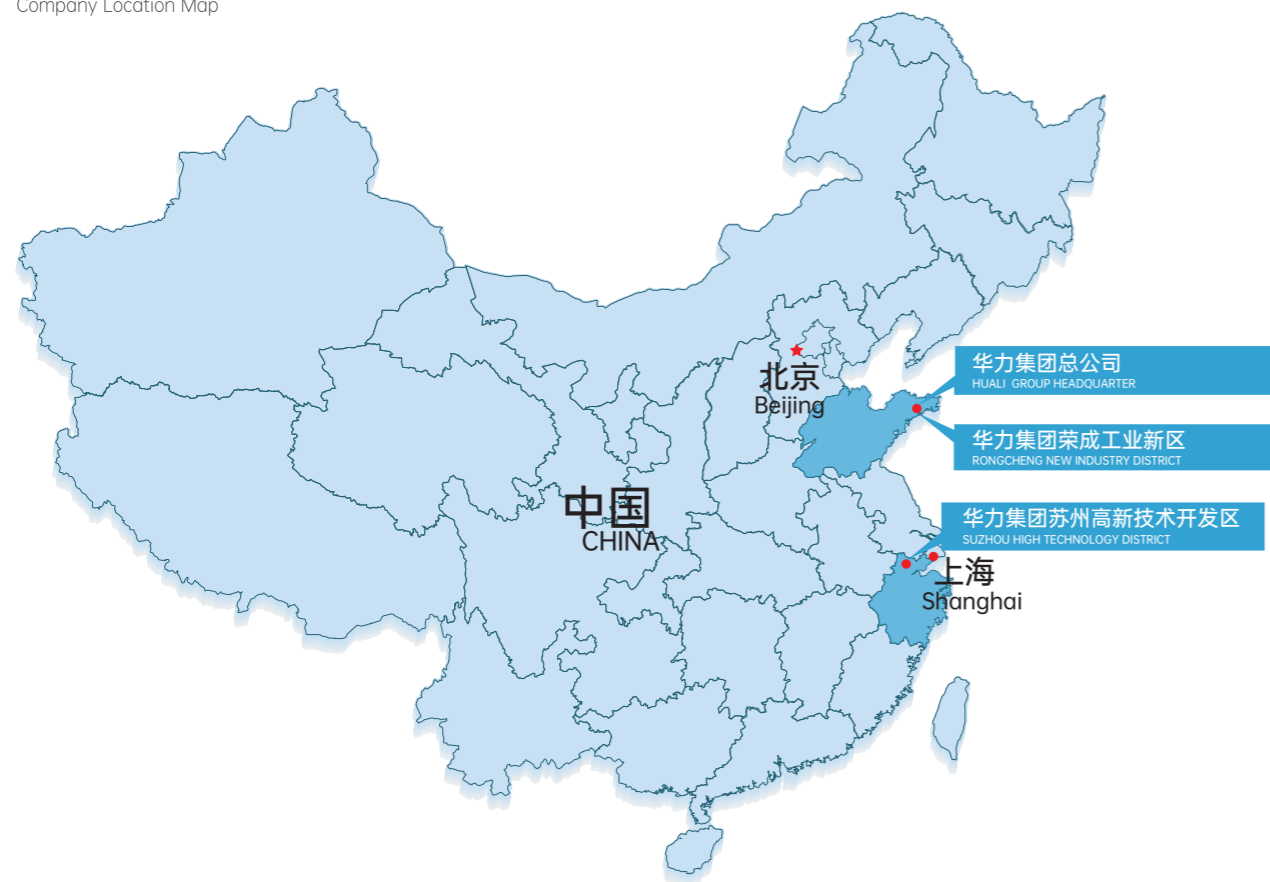 Company Location Map
华力集团总公司
HUALI GROUP HEADQUARTER
北京
Beijing
华力集团荣成工业新区
RONGCHENG NEW INDUSTRY DISTRICT
中国
CHINA
华力集团苏州高新技术开发区
SUZHOU HIGH TECHNOLOGY DISTRICT
上海
Shanghai